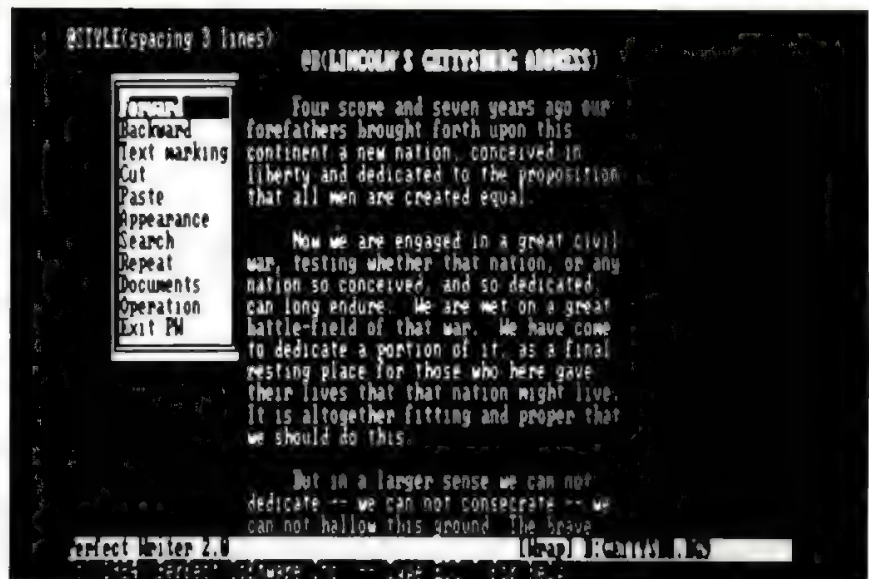 @STYLE(spacing 3 lines)
@B(LINCOLN'S GETTYSBURG ADDRESS)
Forward
Backward
Text marking
Cut
Paste
Appearance
Search
Repeat
Documents
Operation
Exit PW
Four score and seven years ago our
forefathers brought forth upon this
continent a new nation, conceived in
liberty and dedicated to the proposition
that all men are created equal.
Now we are engaged in a great civil
war, testing whether that nation, or any
nation so conceived, and so dedicated,
can long endure. We are met on a great
battle-field of that war. We have come
to dedicate a portion of it, as a final
resting place for those who here gave
their lives that that nation might live.
It is altogether fitting and proper that
we should do this.
But in a larger sense we can not
dedicate -- we can not consecrate -- we
can not hallow this ground. The brave
Perfect Writer 2.0
[Wrap]